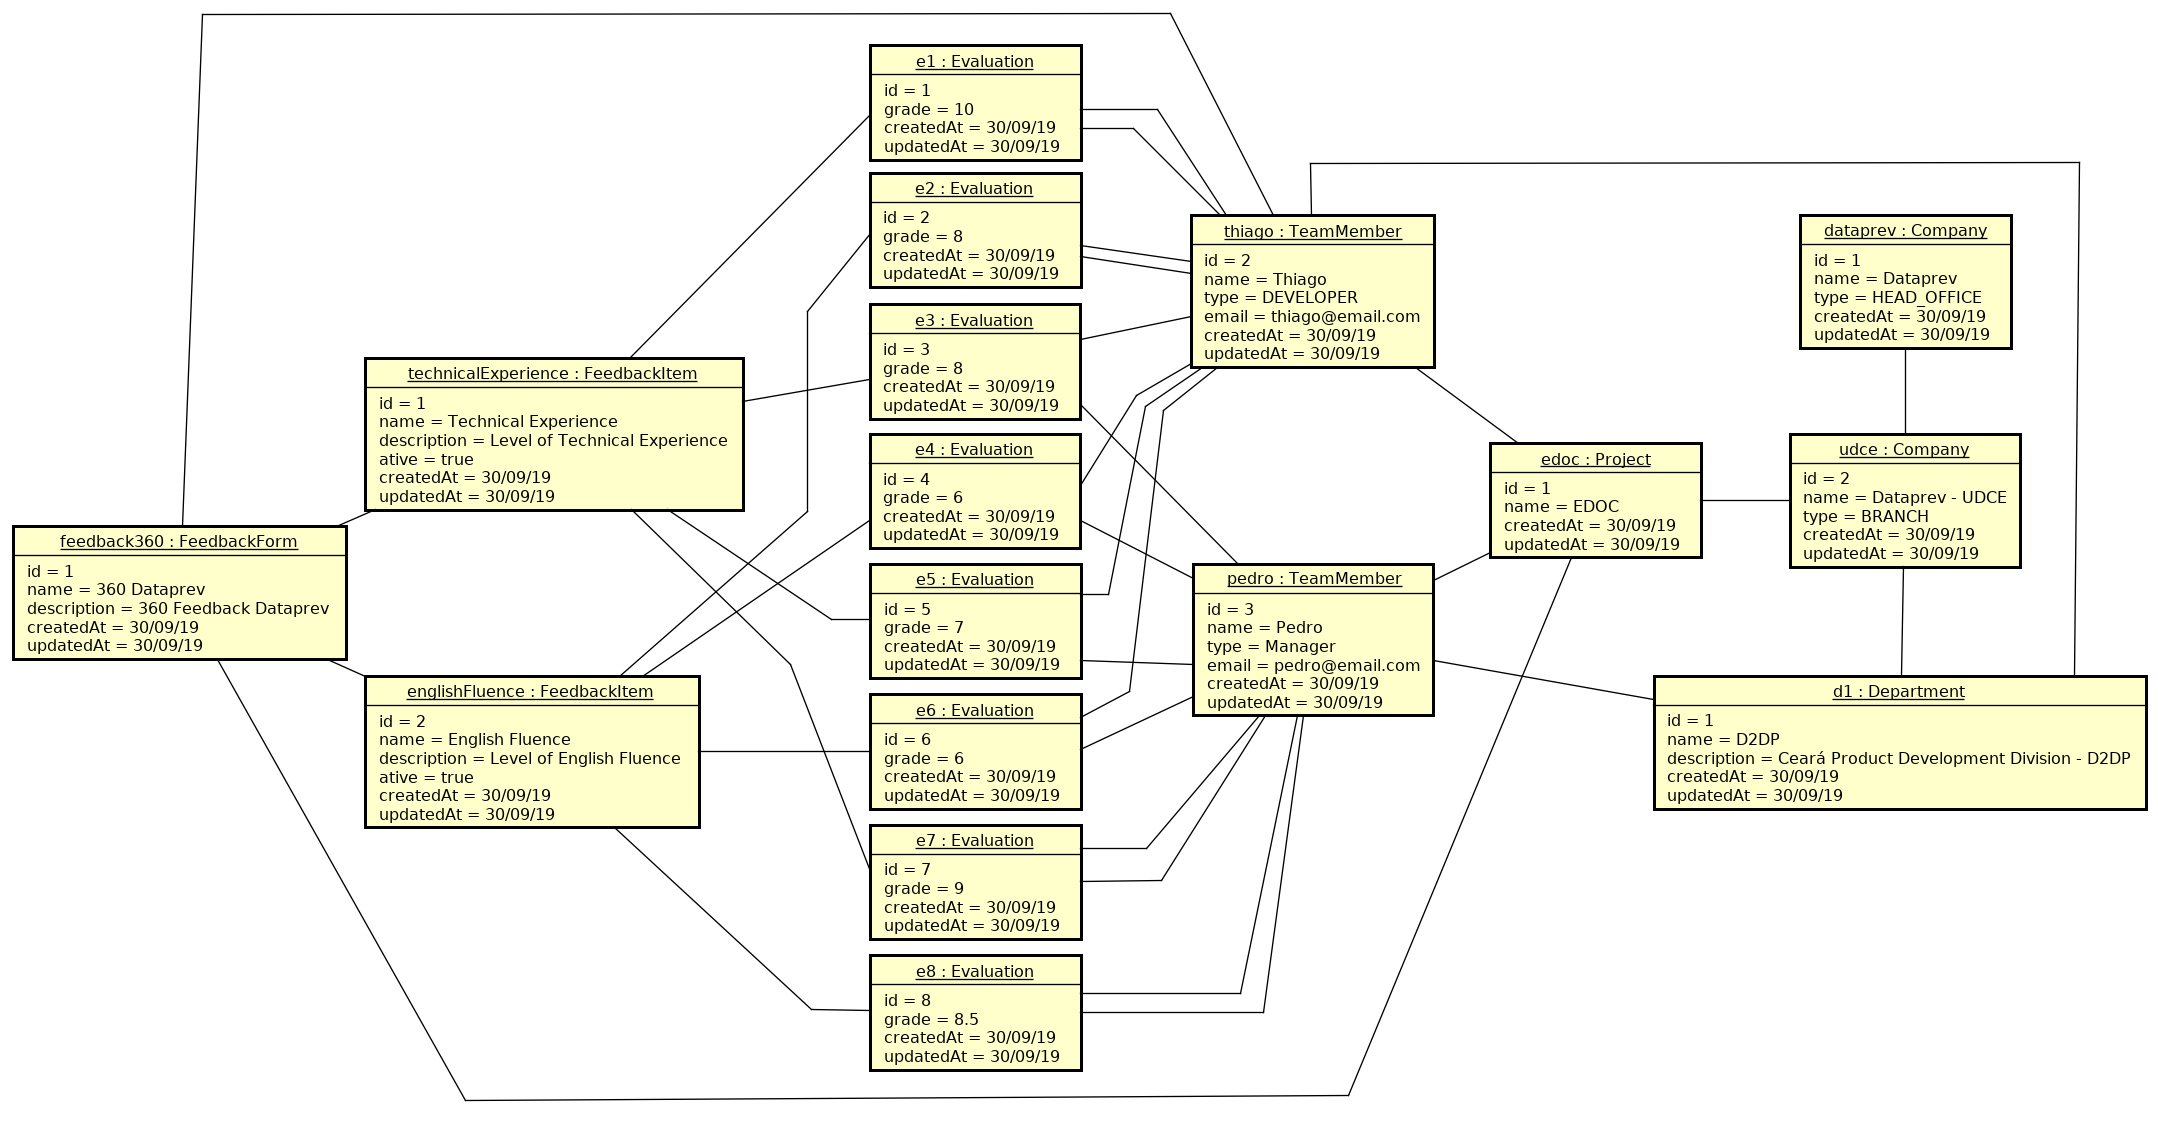 e1 : Evaluation
id = 1
grade = 10
createdAt = 30/09/19
updatedAt = 30/09/19
e2 : Evaluation
id = 2
grade = 8
createdAt = 30/09/19
updatedAt = 30/09/19
e3 : Evaluation
id = 3
grade = 8
createdAt = 30/09/19
updatedAt = 30/09/19
e4 : Evaluation
id = 4
grade = 6
createdAt = 30/09/19
updatedAt = 30/09/19
e5 : Evaluation
id = 5
grade = 7
createdAt = 30/09/19
updatedAt = 30/09/19
e6 : Evaluation
id = 6
grade = 6
createdAt = 30/09/19
updatedAt = 30/09/19
e7 : Evaluation
id = 7
grade = 9
createdAt = 30/09/19
updatedAt = 30/09/19
e8 : Evaluation
id = 8
grade = 8.5
createdAt = 30/09/19
updatedAt = 30/09/19
technicalExperience : FeedbackItem
id = 1
name = Technical Experience
description = Level of Technical Experience
ative = true
createdAt = 30/09/19
updatedAt = 30/09/19
feedback360 : FeedbackForm
id = 1
name = 360 Dataprev
description = 360 Feedback Dataprev
createdAt = 30/09/19
updatedAt = 30/09/19
englishFluence : FeedbackItem
id = 2
name = English Fluence
description = Level of English Fluence
ative = true
createdAt = 30/09/19
updatedAt = 30/09/19
thiago : TeamMember
id = 2
name = Thiago
type = DEVELOPER
email = thiago@email.com
createdAt = 30/09/19
updatedAt = 30/09/19
pedro : TeamMember
id = 3
name = Pedro
type = Manager
email = pedro@email.com
createdAt = 30/09/19
updatedAt = 30/09/19
edoc : Project
id = 1
name = EDOC
createdAt = 30/09/19
updatedAt = 30/09/19
dataprev : Company
id = 1
name = Dataprev
type = HEAD_OFFICE
createdAt = 30/09/19
updatedAt = 30/09/19
udce : Company
id = 2
name = Dataprev - UDCE
type = BRANCH
createdAt = 30/09/19
updatedAt = 30/09/19
d1 : Department
id = 1
name = D2DP
description = Ceará Product Development Division - D2DP
createdAt = 30/09/19
updatedAt = 30/09/19